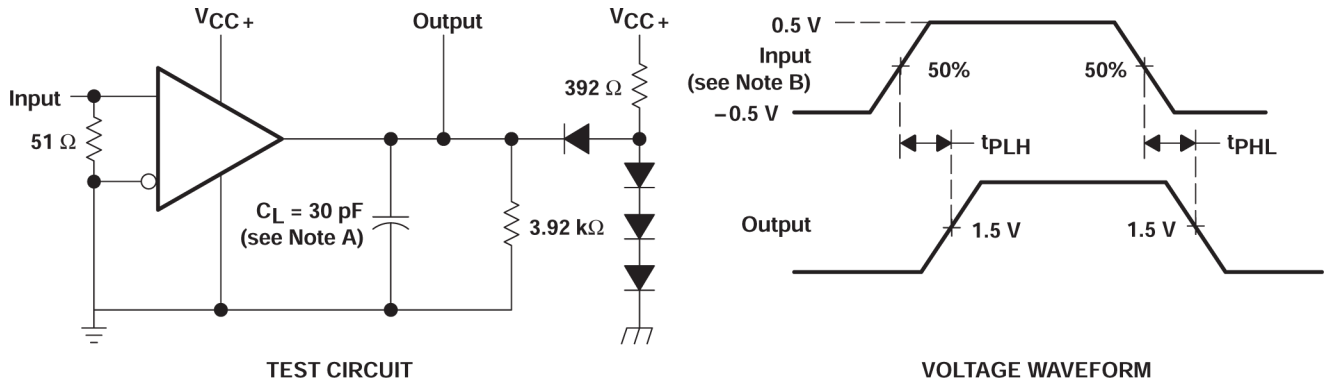 VCC+
Output
VCC+
392 Ω
Input
51 Ω
CL = 30 pF
(see Note A)
3.92 kΩ
TEST CIRCUIT
0.5 V
Input
(see Note B)
50%
50%
−0.5 V
tPLH
tPHL
Output
1.5 V
1.5 V
VOLTAGE WAVEFORM